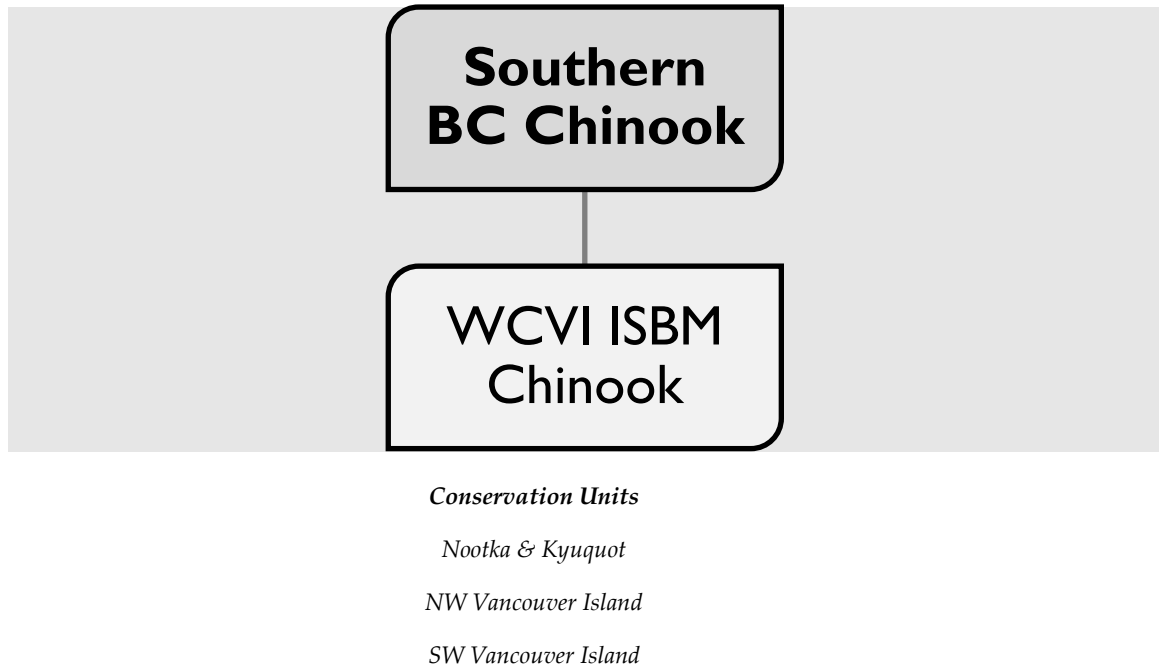 Southern
BC Chinook
WCVI ISBM
Chinook
Conservation Units
Nootka & Kyuquot
NW Vancouver Island
SW Vancouver Island